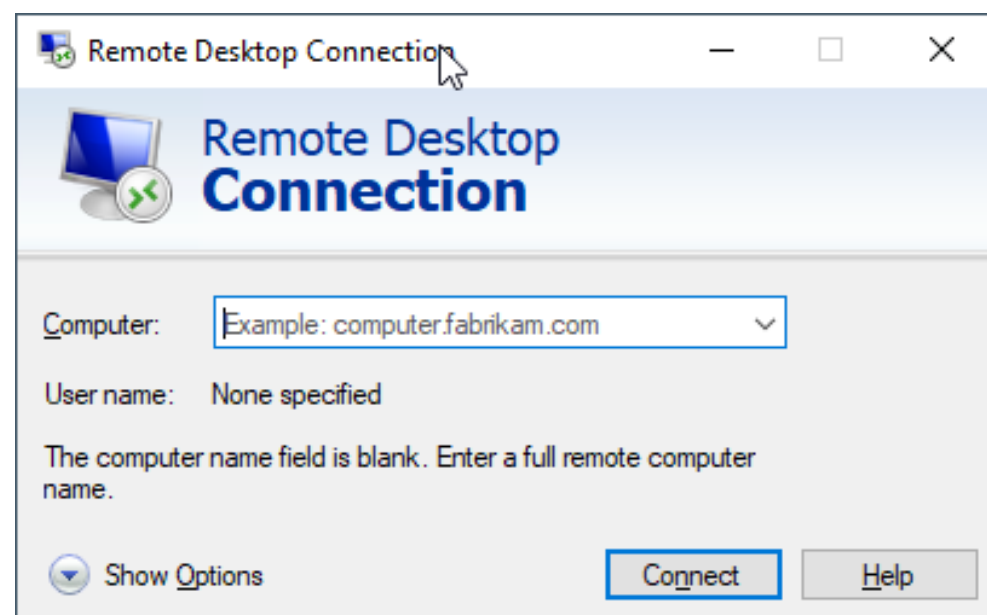 Remote Desktop Connection
Remote Desktop
Connection
Computer: Example: computer.fabrikam.com
User name: None specified
The computer name field is blank. Enter a full remote computer
name.
Show Options Connect Help